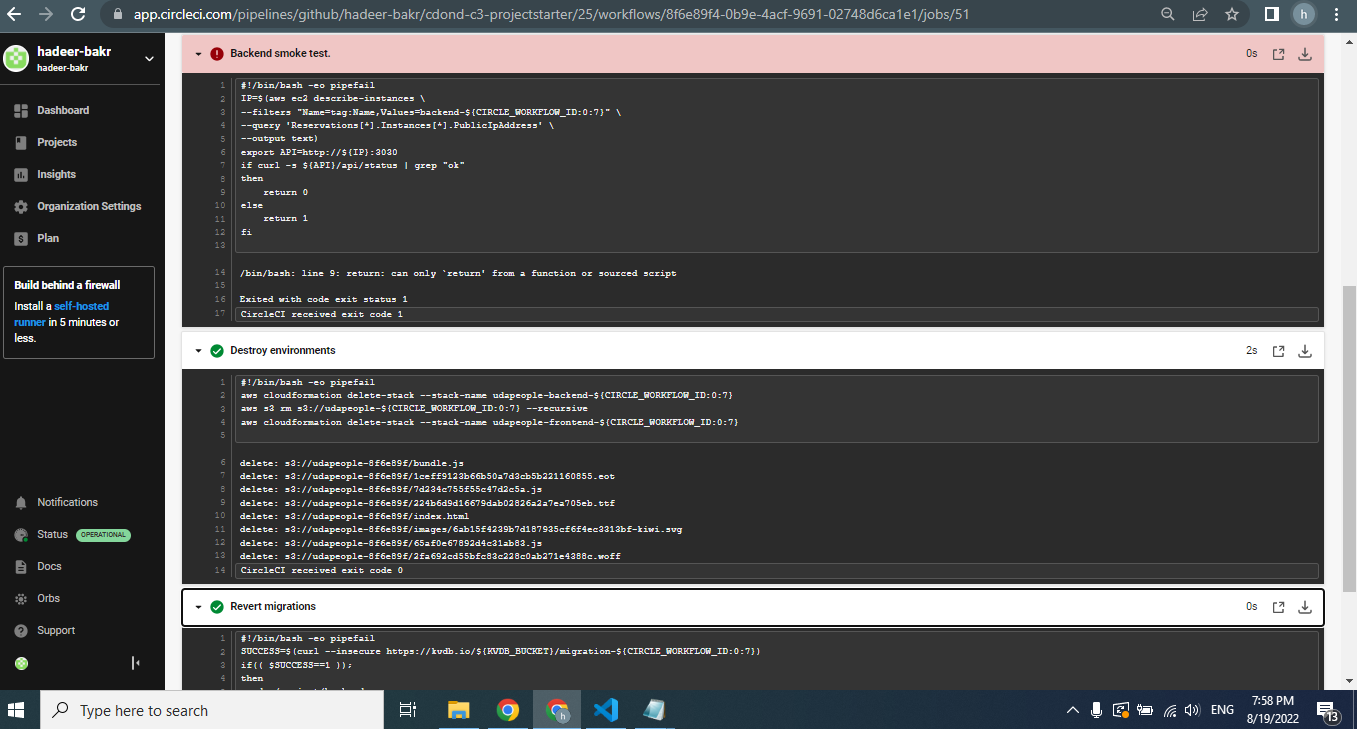 app.circleci.com/pipelines/github/hadeer-bakr/cdond-c3-projectstarter/25/workflows/8f6e89f4-0b9e-4acf-9691-02748d6ca1e1/jobs/51
h
hadeer-bakr
hadeer-bakr
Dashboard
Projects
Insights
Organization Settings
Plan
Build behind a firewall
Install a self-hosted
runner in 5 minutes or
less.
Notifications
Status OPERATIONAL
Docs
Orbs
Support
Backend smoke test. 0s
1 #!/bin/bash -eo pipefail
2 IP=$(aws ec2 describe-instances \
3 --filters "Name=tag:Name,Values=backend-${CIRCLE_WORKFLOW_ID:0:7}" \
4 --query 'Reservations[*].Instances[*].PublicIpAddress' \
5 --output text)
6 export API=http://${IP}:3030
7 if curl -s ${API}/api/status | grep "ok"
8 then
9 return 0
10 else
11 return 1
12 fi
13
14 /bin/bash: line 9: return: can only `return' from a function or sourced script
15
16 Exited with code exit status 1
17 CircleCI received exit code 1
Destroy environments 2s
1 #!/bin/bash -eo pipefail
2 aws cloudformation delete-stack --stack-name udapeople-backend-${CIRCLE_WORKFLOW_ID:0:7}
3 aws s3 rm s3://udapeople-${CIRCLE_WORKFLOW_ID:0:7} --recursive
4 aws cloudformation delete-stack --stack-name udapeople-frontend-${CIRCLE_WORKFLOW_ID:0:7}
5
6 delete: s3://udapeople-8f6e89f/bundle.js
7 delete: s3://udapeople-8f6e89f/1ceff9123b66b50a7d3cb5b221160855.eot
8 delete: s3://udapeople-8f6e89f/7d234c755f55c47d2c5a.js
9 delete: s3://udapeople-8f6e89f/224b6d9d16679dab02826a2a7ea705eb.ttf
10 delete: s3://udapeople-8f6e89f/index.html
11 delete: s3://udapeople-8f6e89f/images/6ab15f4239b7d187935cf6f4ec3313bf-kiwi.svg
12 delete: s3://udapeople-8f6e89f/65af0e67892d4c31ab83.js
13 delete: s3://udapeople-8f6e89f/2fa692cd55bfc83c228c0ab271e4388c.woff
14 CircleCI received exit code 0
Revert migrations 0s
1 #!/bin/bash -eo pipefail
2 SUCCESS=$(curl --insecure https://kvdb.io/${KVDB_BUCKET}/migration-${CIRCLE_WORKFLOW_ID:0:7})
3 if(( $SUCCESS==1 ));
4 then
Type here to search
h
ENG
7:58 PM
8/19/2022
13